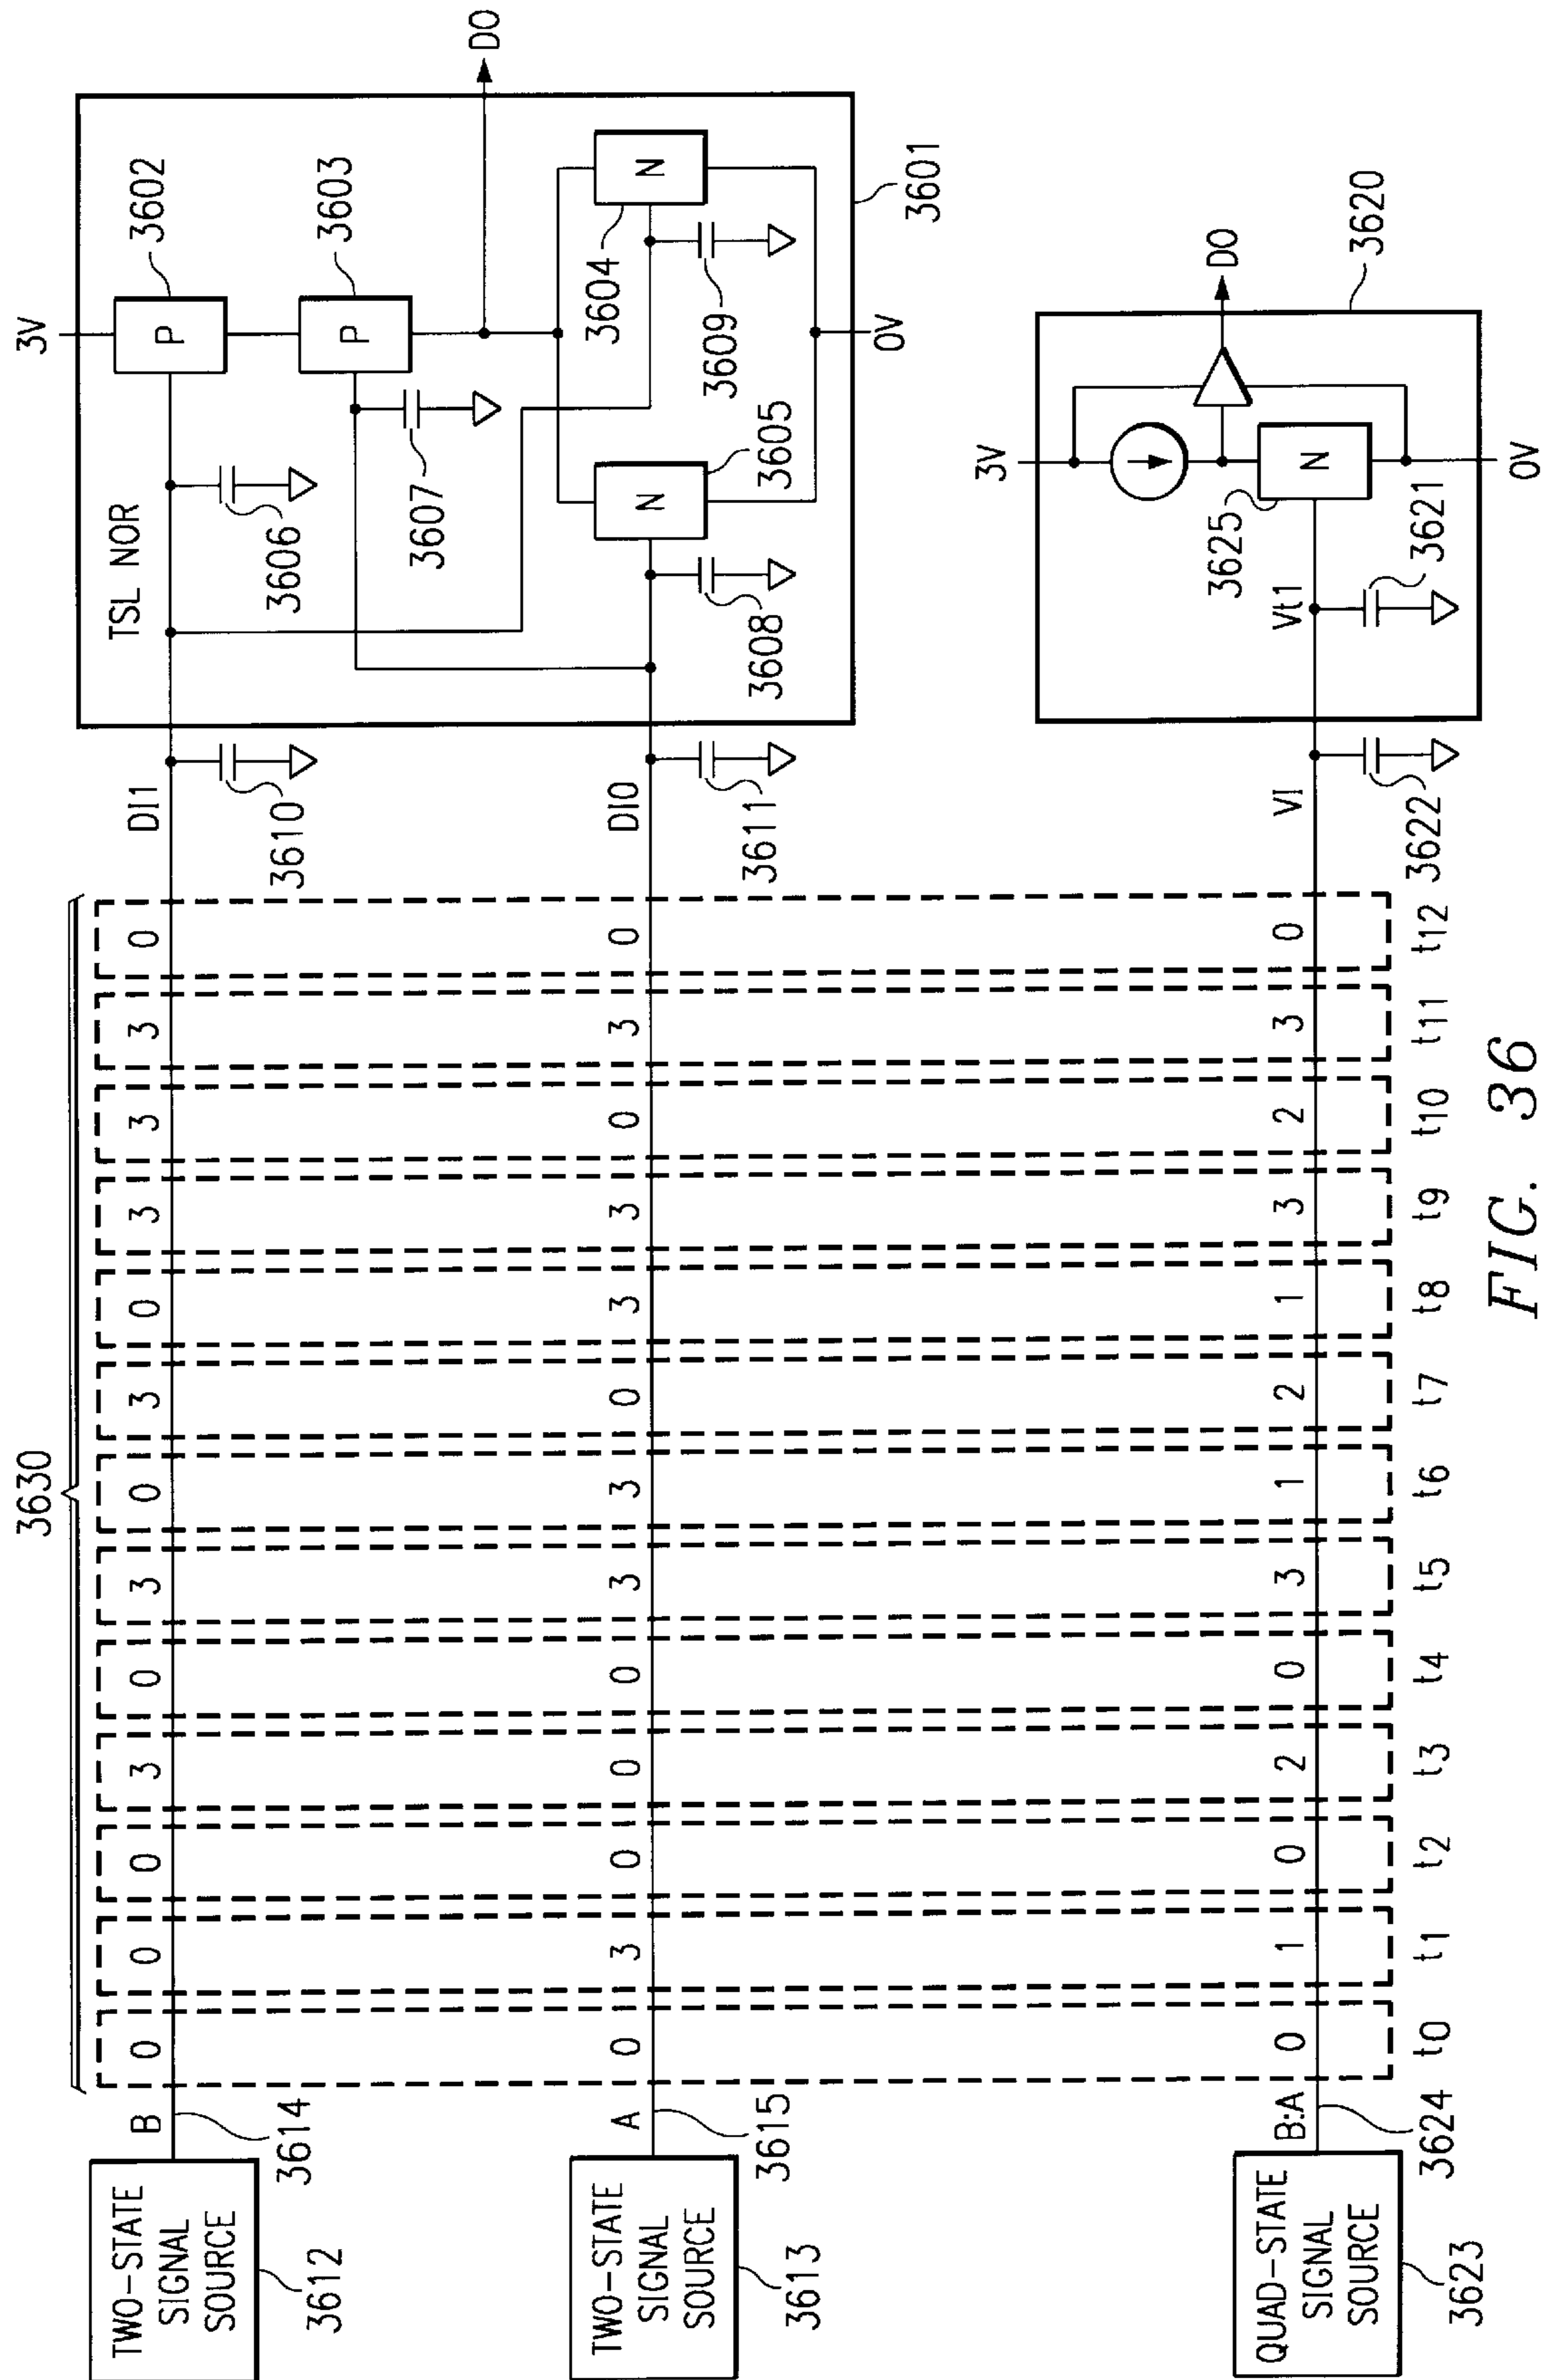 3630
TWO-STATE
SIGNAL
SOURCE
3612
B
3614
0 0 0 3 0 3 0 3 0 3 3 3 0
DI1
3610
TSL NOR
3606
3V
P
3602
P
3603
3607
DO
TWO-STATE
SIGNAL
SOURCE
3613
A
3615
0 3 0 0 0 3 3 0 3 3 0 3 0
DI0
3611
3608
N
3605
3604
N
3609
0V
3601
QUAD-STATE
SIGNAL
SOURCE
3623
B:A
3624
0 1 0 2 0 3 1 2 1 3 2 3 0
VI
3622
Vt1
3621
3625
N
3V
DO
0V
3620
t0 t1 t2 t3 t4 t5 t6 t7 t8 t9 t10 t11 t12
FIG. 36